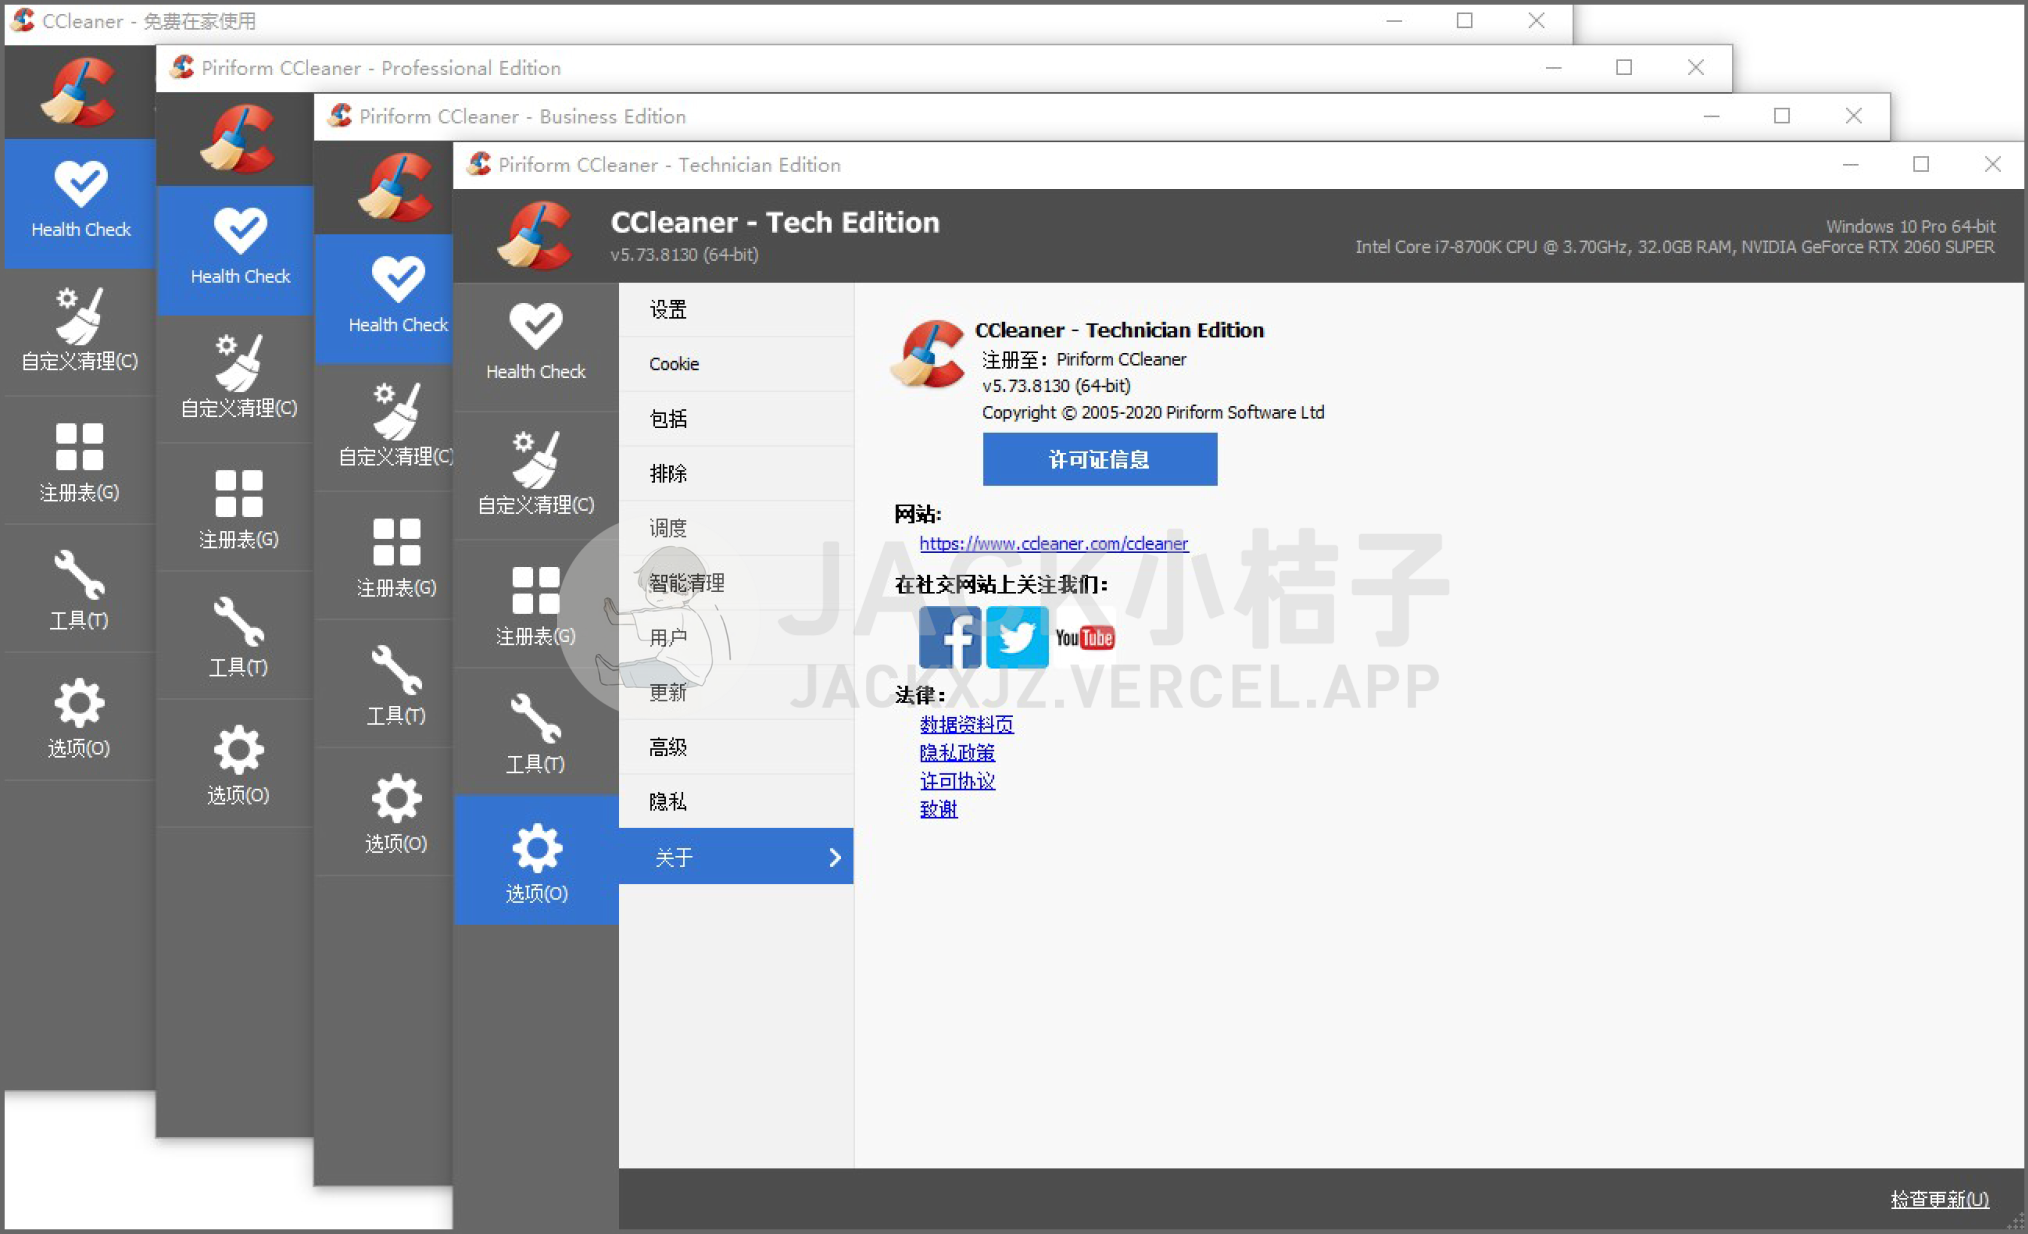 CCleaner - 免费在家使用
Piriform CCleaner - Professional Edition
Piriform CCleaner - Business Edition
Piriform CCleaner - Technician Edition
CCleaner - Tech Edition
v5.73.8130 (64-bit)
Windows 10 Pro 64-bit
Intel Core i7-8700K CPU @ 3.70GHz, 32.0GB RAM, NVIDIA GeForce RTX 2060 SUPER
Health Check
自定义清理(C)
注册表(G)
工具(T)
选项(O)
Health Check
自定义清理(C)
注册表(G)
工具(T)
选项(O)
Health Check
自定义清理(C)
注册表(G)
工具(T)
选项(O)
Health Check
自定义清理(C)
注册表(G)
工具(T)
选项(O)
设置
Cookie
包括
排除
调度
智能清理
用户
更新
高级
隐私
关于
CCleaner - Technician Edition
注册至：Piriform CCleaner
v5.73.8130 (64-bit)
Copyright © 2005-2020 Piriform Software Ltd
许可证信息
网站:
https://www.ccleaner.com/ccleaner
在社交网站上关注我们:
f
YouTube
法律:
数据资料页
隐私政策
许可协议
致谢
JACK小桔子
JACKXJZ.VERCEL.APP
检查更新(U)